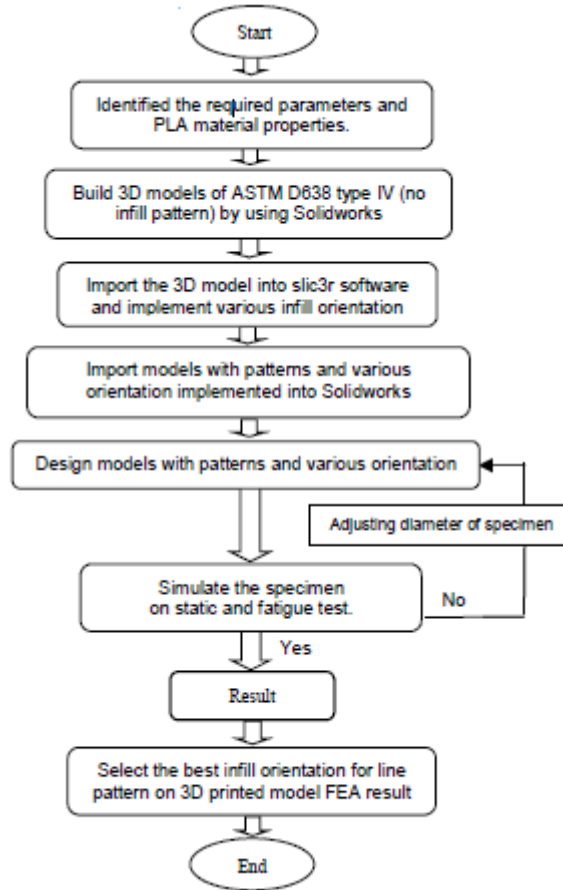 Start
Identified the required parameters and
PLA material properties.
Build 3D models of ASTM D638 type IV (no
infill pattern) by using Solidworks
Import the 3D model into slic3r software
and implement various infill orientation
Import models with patterns and various
orientation implemented into Solidworks
Design models with patterns and various orientation
Adjusting diameter of specimen
Simulate the specimen
on static and fatigue test.
No
Yes
Result
Select the best infill orientation for line
pattern on 3D printed model FEA result
End